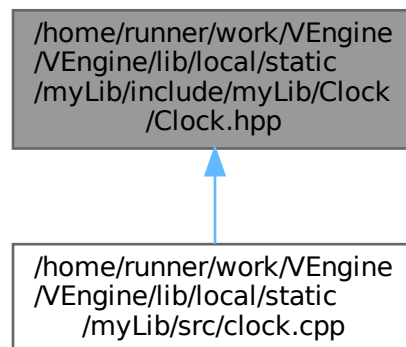 /home/runner/work/VEngine
/VEngine/lib/local/static
/myLib/include/myLib/Clock
/Clock.hpp
/home/runner/work/VEngine
/VEngine/lib/local/static
/myLib/src/clock.cpp